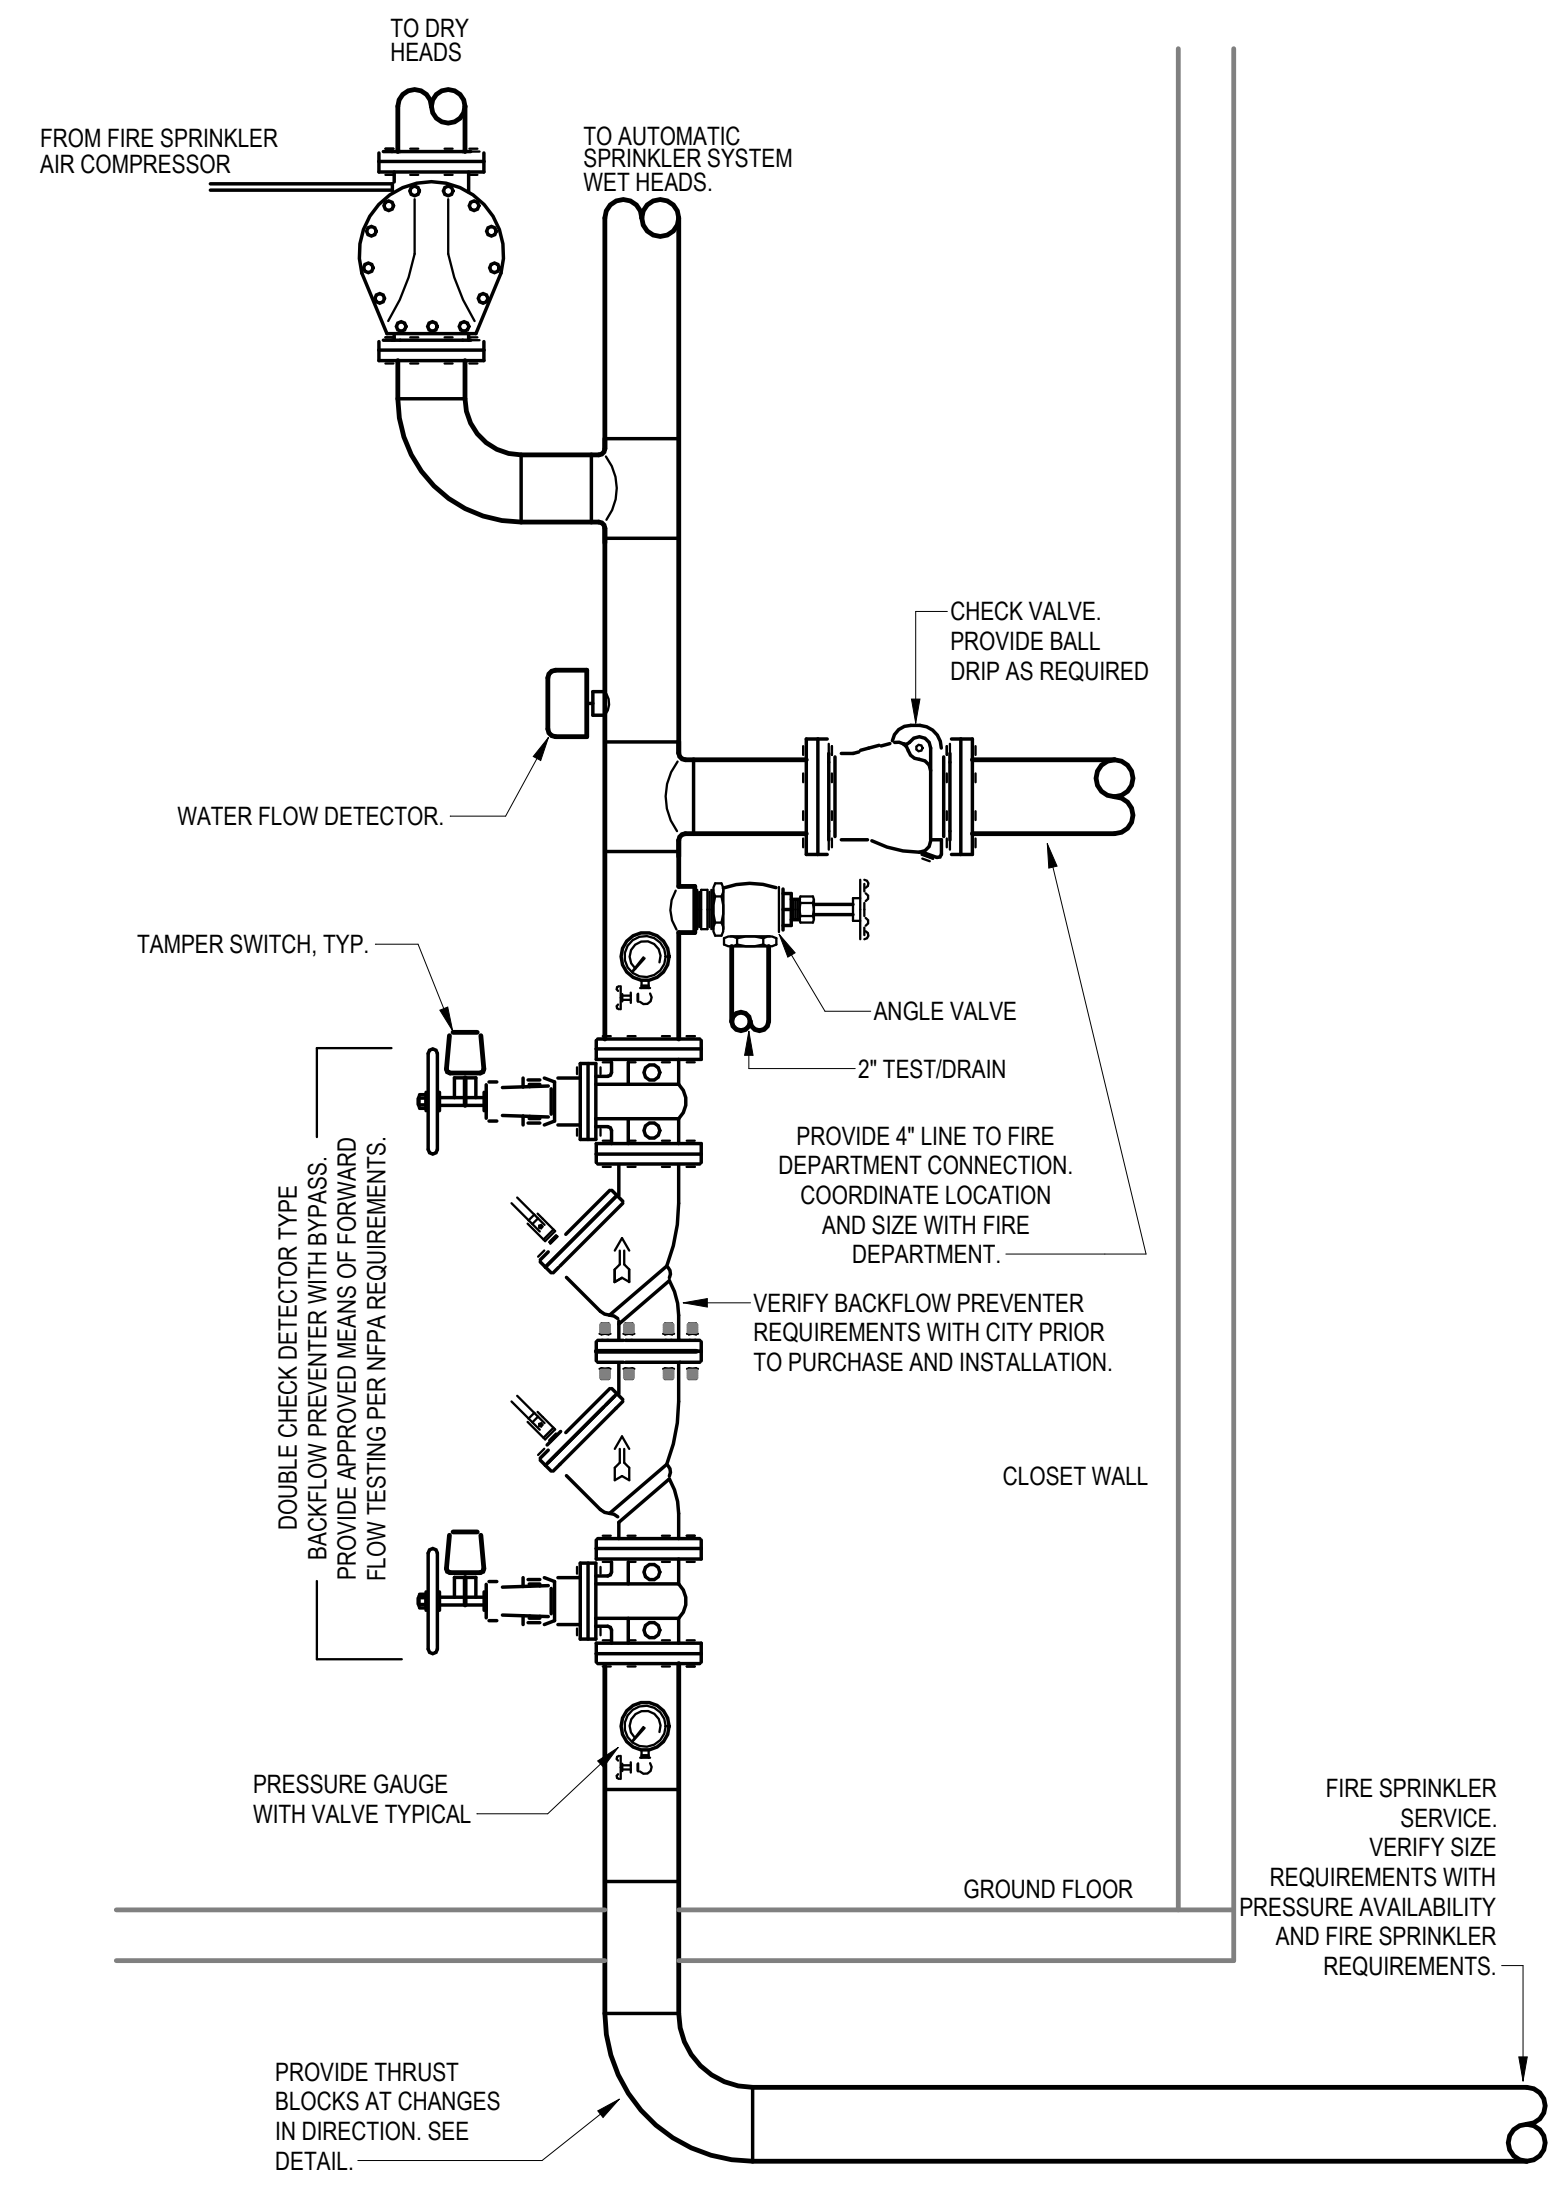 TO DRY
HEADS
FROM FIRE SPRINKLER
AIR COMPRESSOR
TO AUTOMATIC
SPRINKLER SYSTEM
WET HEADS.
CHECK VALVE.
PROVIDE BALL
DRIP AS REQUIRED
WATER FLOW DETECTOR.
TAMPER SWITCH, TYP.
ANGLE VALVE
2" TEST/DRAIN
PROVIDE 4" LINE TO FIRE
DEPARTMENT CONNECTION.
COORDINATE LOCATION
AND SIZE WITH FIRE
DEPARTMENT.
DOUBLE CHECK DETECTOR TYPE
BACKFLOW PREVENTER WITH BYPASS.
PROVIDE APPROVED MEANS OF FORWARD
FLOW TESTING PER NFPA REQUIREMENTS.
VERIFY BACKFLOW PREVENTER
REQUIREMENTS WITH CITY PRIOR
TO PURCHASE AND INSTALLATION.
CLOSET WALL
PRESSURE GAUGE
WITH VALVE TYPICAL
GROUND FLOOR
FIRE SPRINKLER
SERVICE.
VERIFY SIZE
REQUIREMENTS WITH
PRESSURE AVAILABILITY
AND FIRE SPRINKLER
REQUIREMENTS.
PROVIDE THRUST
BLOCKS AT CHANGES
IN DIRECTION. SEE
DETAIL.